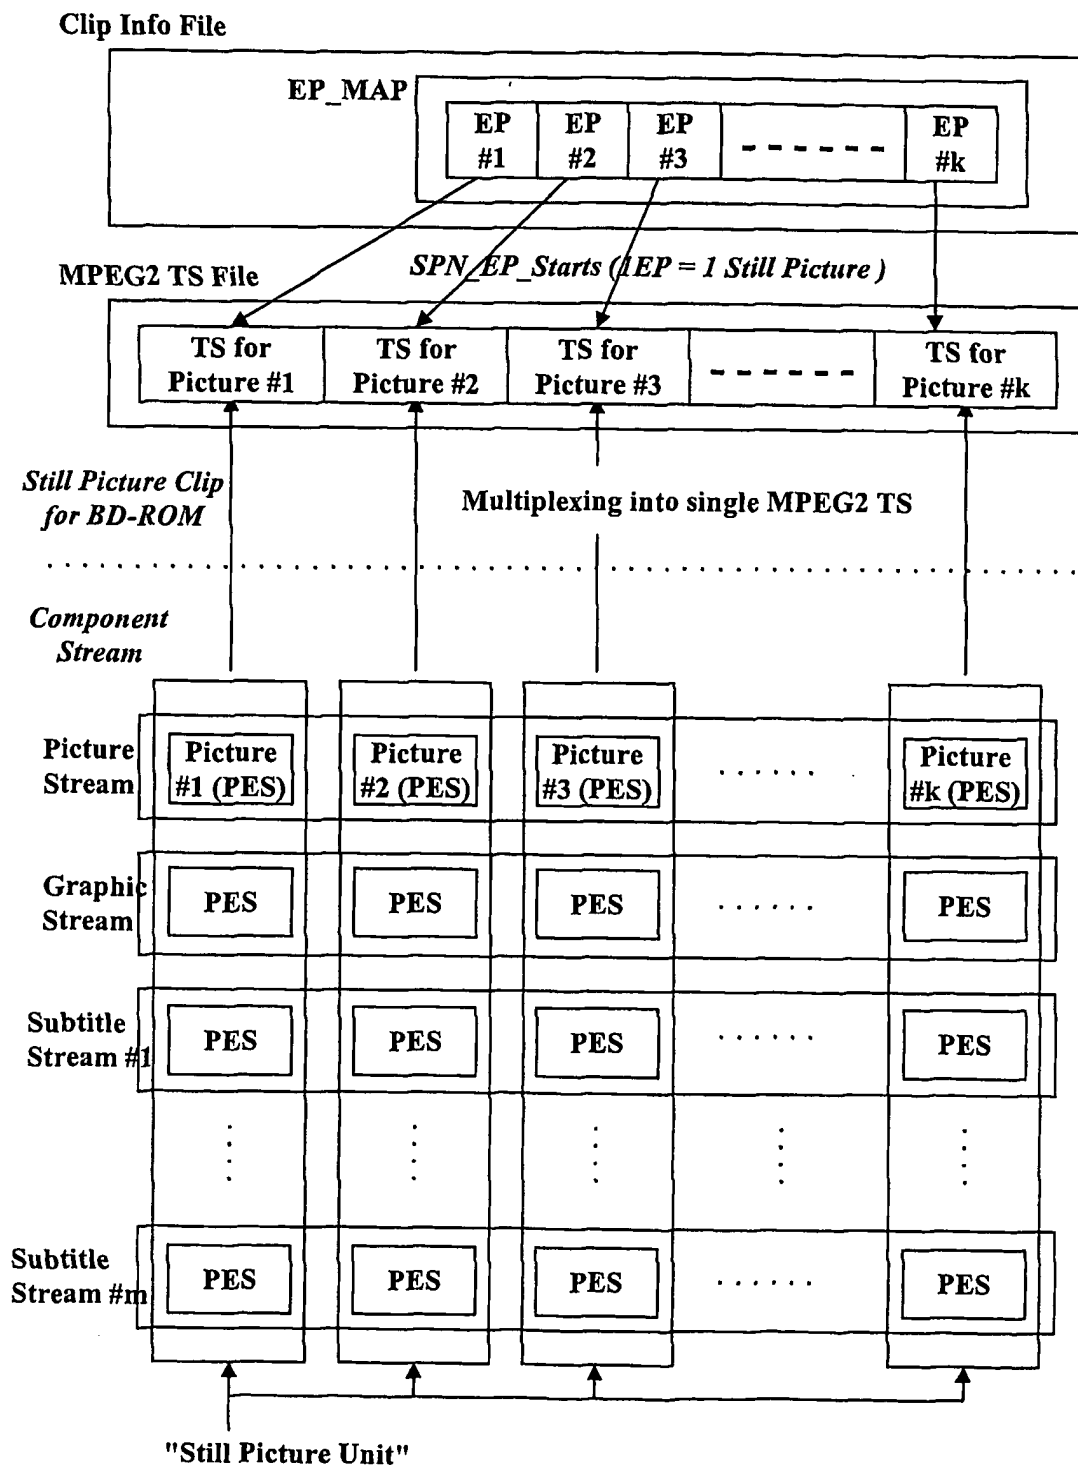 Clip Info File
EP_MAP
EP #1
EP #2
EP #3
EP #k
SPN_EP_Starts (1EP = 1 Still Picture )
MPEG2 TS File
TS for Picture #1
TS for Picture #2
TS for Picture #3
TS for Picture #k
Still Picture Clip
for BD-ROM
Multiplexing into single MPEG2 TS
Component
Stream
Picture
Stream
Picture #1 (PES)
Picture #2 (PES)
Picture #3 (PES)
Picture #k (PES)
Graphic
Stream
PES
PES
PES
PES
Subtitle
Stream #1
PES
PES
PES
PES
Subtitle
Stream #m
PES
PES
PES
PES
"Still Picture Unit"